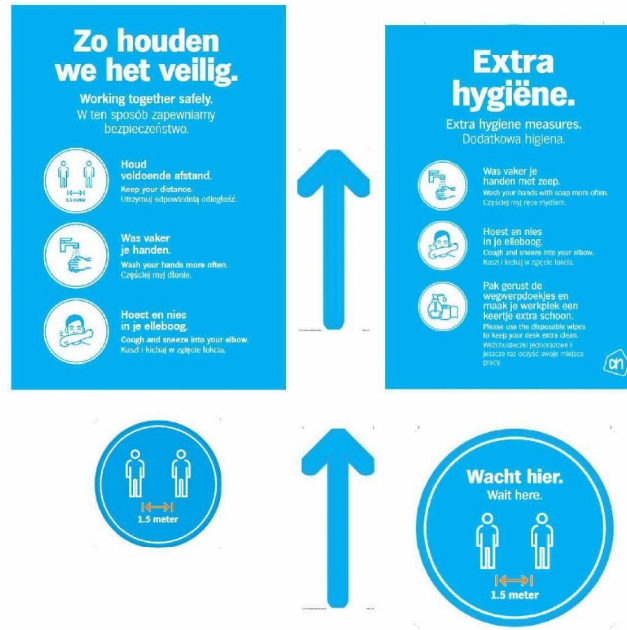 Zo houden
we het veilig.
Working together safely.
W ten sposób zapewniamy
bezpieczeństwo.
1.5 meter
Houd
voldoende afstand.
Keep your distance.
Utrzymuj odpowiednią odległość.
Was vaker
je handen.
Wash your hands more often.
Częściej myj dłonie.
Hoest en nies
in je elleboog.
Cough and sneeze into your elbow.
Kaszl i kichaj w zgięcie łokcia.
Extra
hygiëne.
Extra hygiene measures.
Dodatkowa higiena.
Was vaker je
handen met zeep.
Wash your hands with soap more often.
Częściej myj ręce mydłem.
Hoest en nies
in je elleboog.
Cough and sneeze into your elbow.
Kaszl i kichaj w zgięcie łokcia.
Pak gerust de
wegwerpdoekjes en
maak je werkplek een
keertje extra schoon.
Please use the disposable wipes
to keep your desk extra clean.
jednorazowe i
jeszcze raz oczyść swoje miejsce
pracy.
ah
1.5 meter
Wacht hier.
Wait here.
1.5 meter